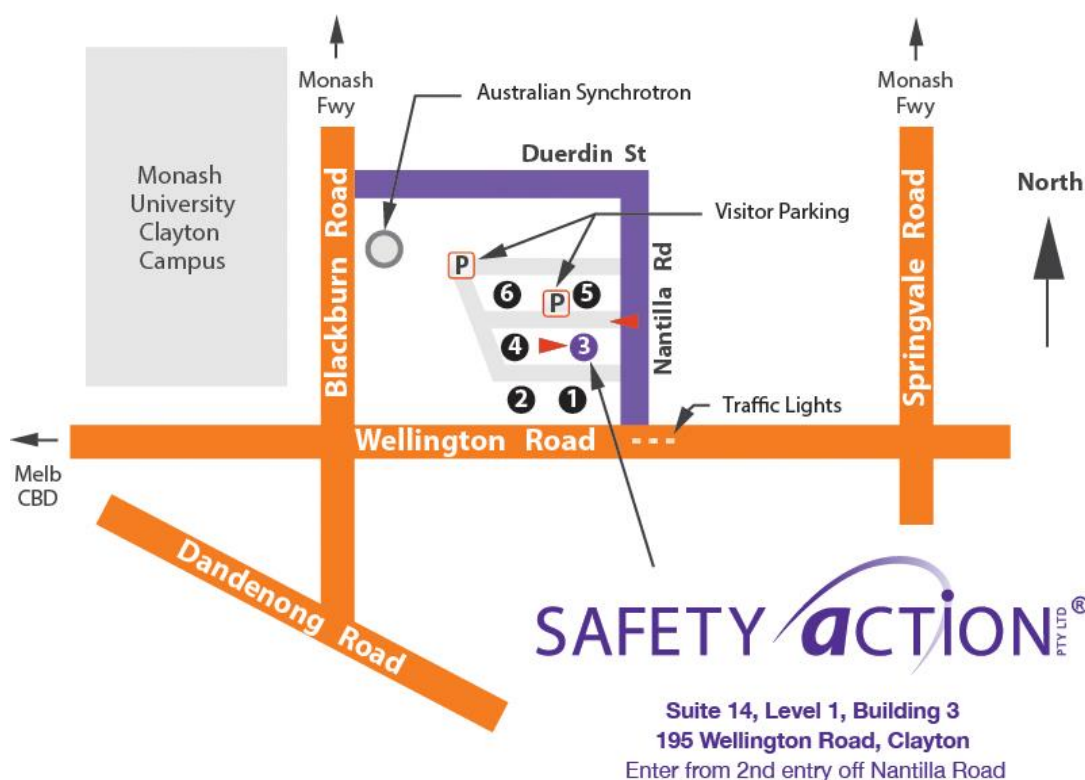 Monash
Fwy
Monash
Fwy
Australian Synchrotron
Duerdin St
Monash
University
Clayton
Campus
Blackburn Road
North
Visitor Parking
Springvale Road
Nantilla Rd
P
P
6
5
4
3
2
1
Traffic Lights
Wellington Road
Melb
CBD
Dandenong Road
SAFETY aCTiON PTY LTD ®
Suite 14, Level 1, Building 3
195 Wellington Road, Clayton
Enter from 2nd entry off Nantilla Road